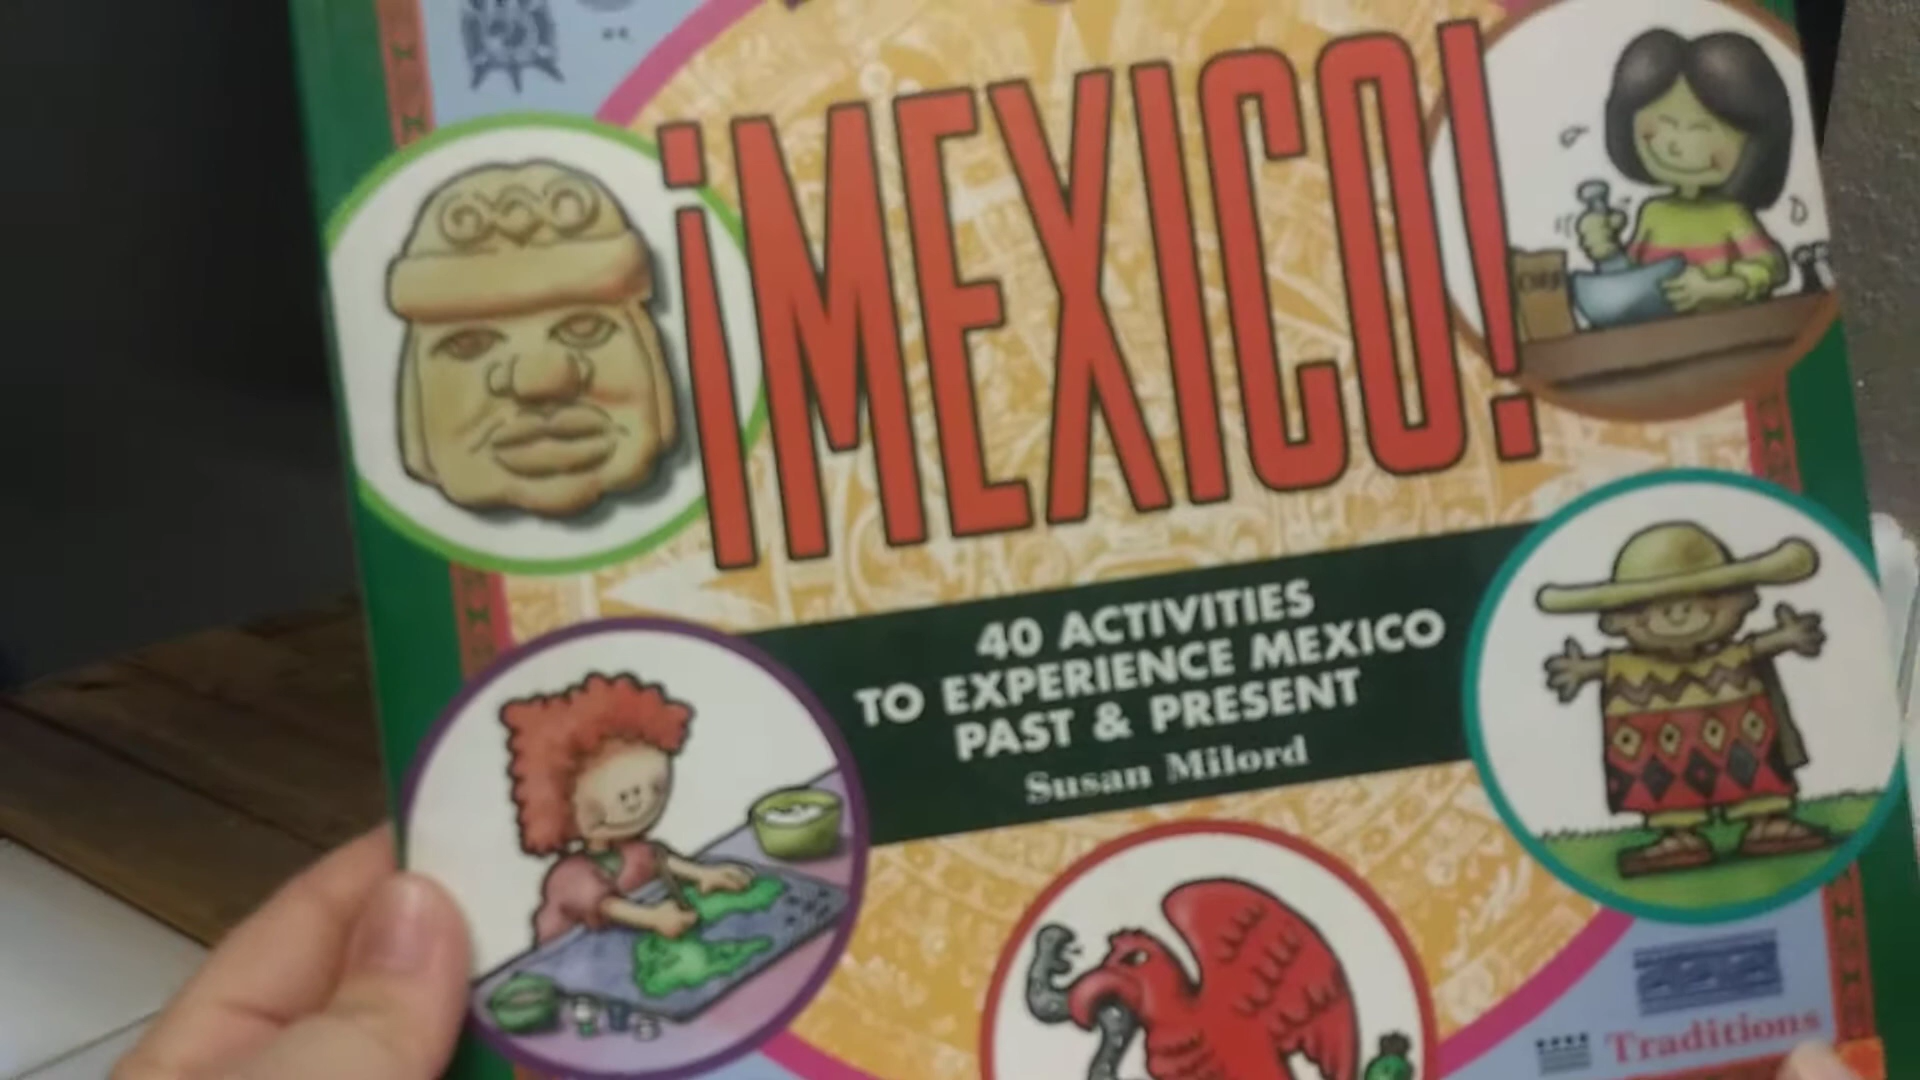 ¡MEXICO!
40 ACTIVITIES
TO EXPERIENCE MEXICO
PAST & PRESENT
Susan Milord
Traditions